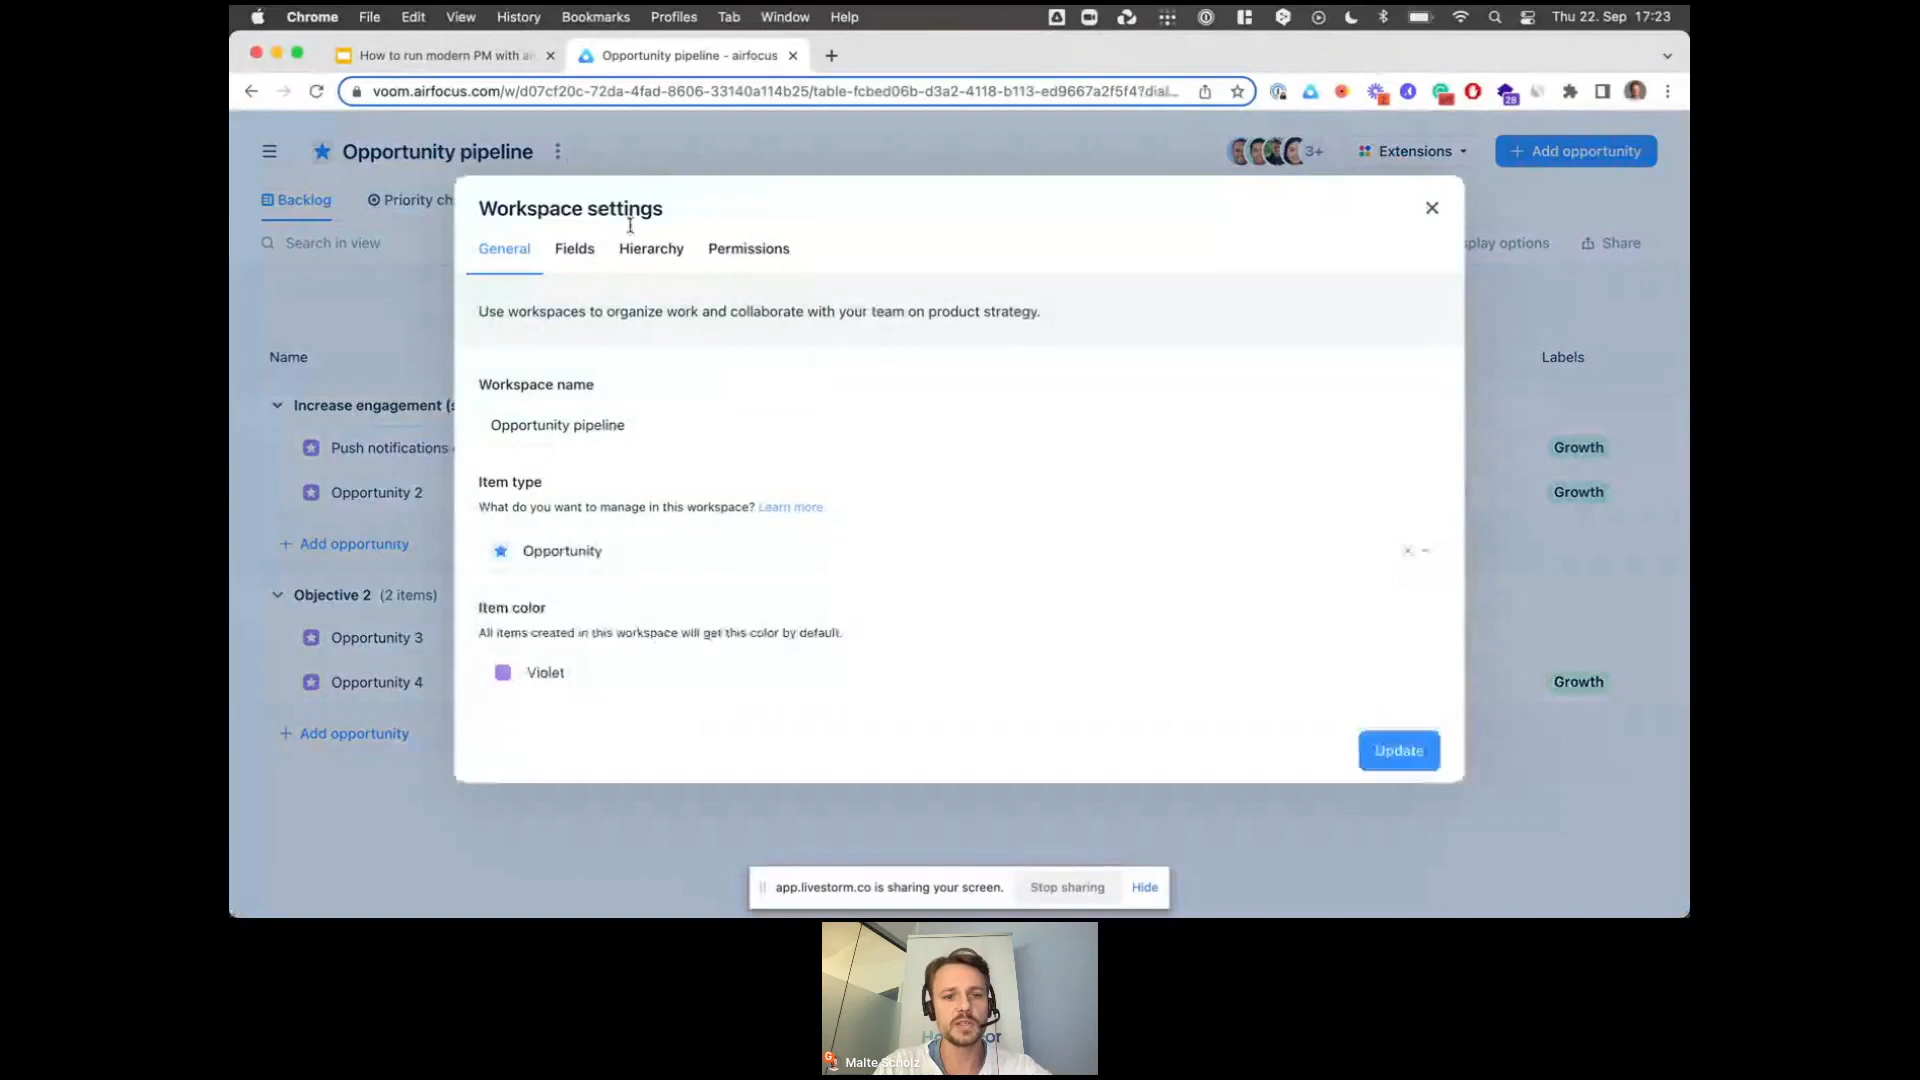 Chrome File Edit View History Bookmarks Profiles Tab Window Help Thu 22. Sep 17:23
How to run modern PM with ai
Opportunity pipeline - airfocus
voom.airfocus.com/w/d07cf20c-72da-4fad-8606-33140a114b25/table-fcbed06b-d3a2-4118-b113-ed9667a2f5f4?dial...
28
Opportunity pipeline
3+
Extensions
+ Add opportunity
Backlog
Priority ch
Search in view
splay options
Share
Workspace settings
General Fields Hierarchy Permissions
Use workspaces to organize work and collaborate with your team on product strategy.
Workspace name
Opportunity pipeline
Item type
What do you want to manage in this workspace? Learn more
Opportunity
Item color
All items created in this workspace will get this color by default.
Violet
Update
Name
Labels
Increase engagement (s
Push notifications
Growth
Opportunity 2
Growth
+ Add opportunity
Objective 2 (2 items)
Opportunity 3
Opportunity 4
Growth
+ Add opportunity
app.livestorm.co is sharing your screen.
Stop sharing
Hide
Malte Scholz